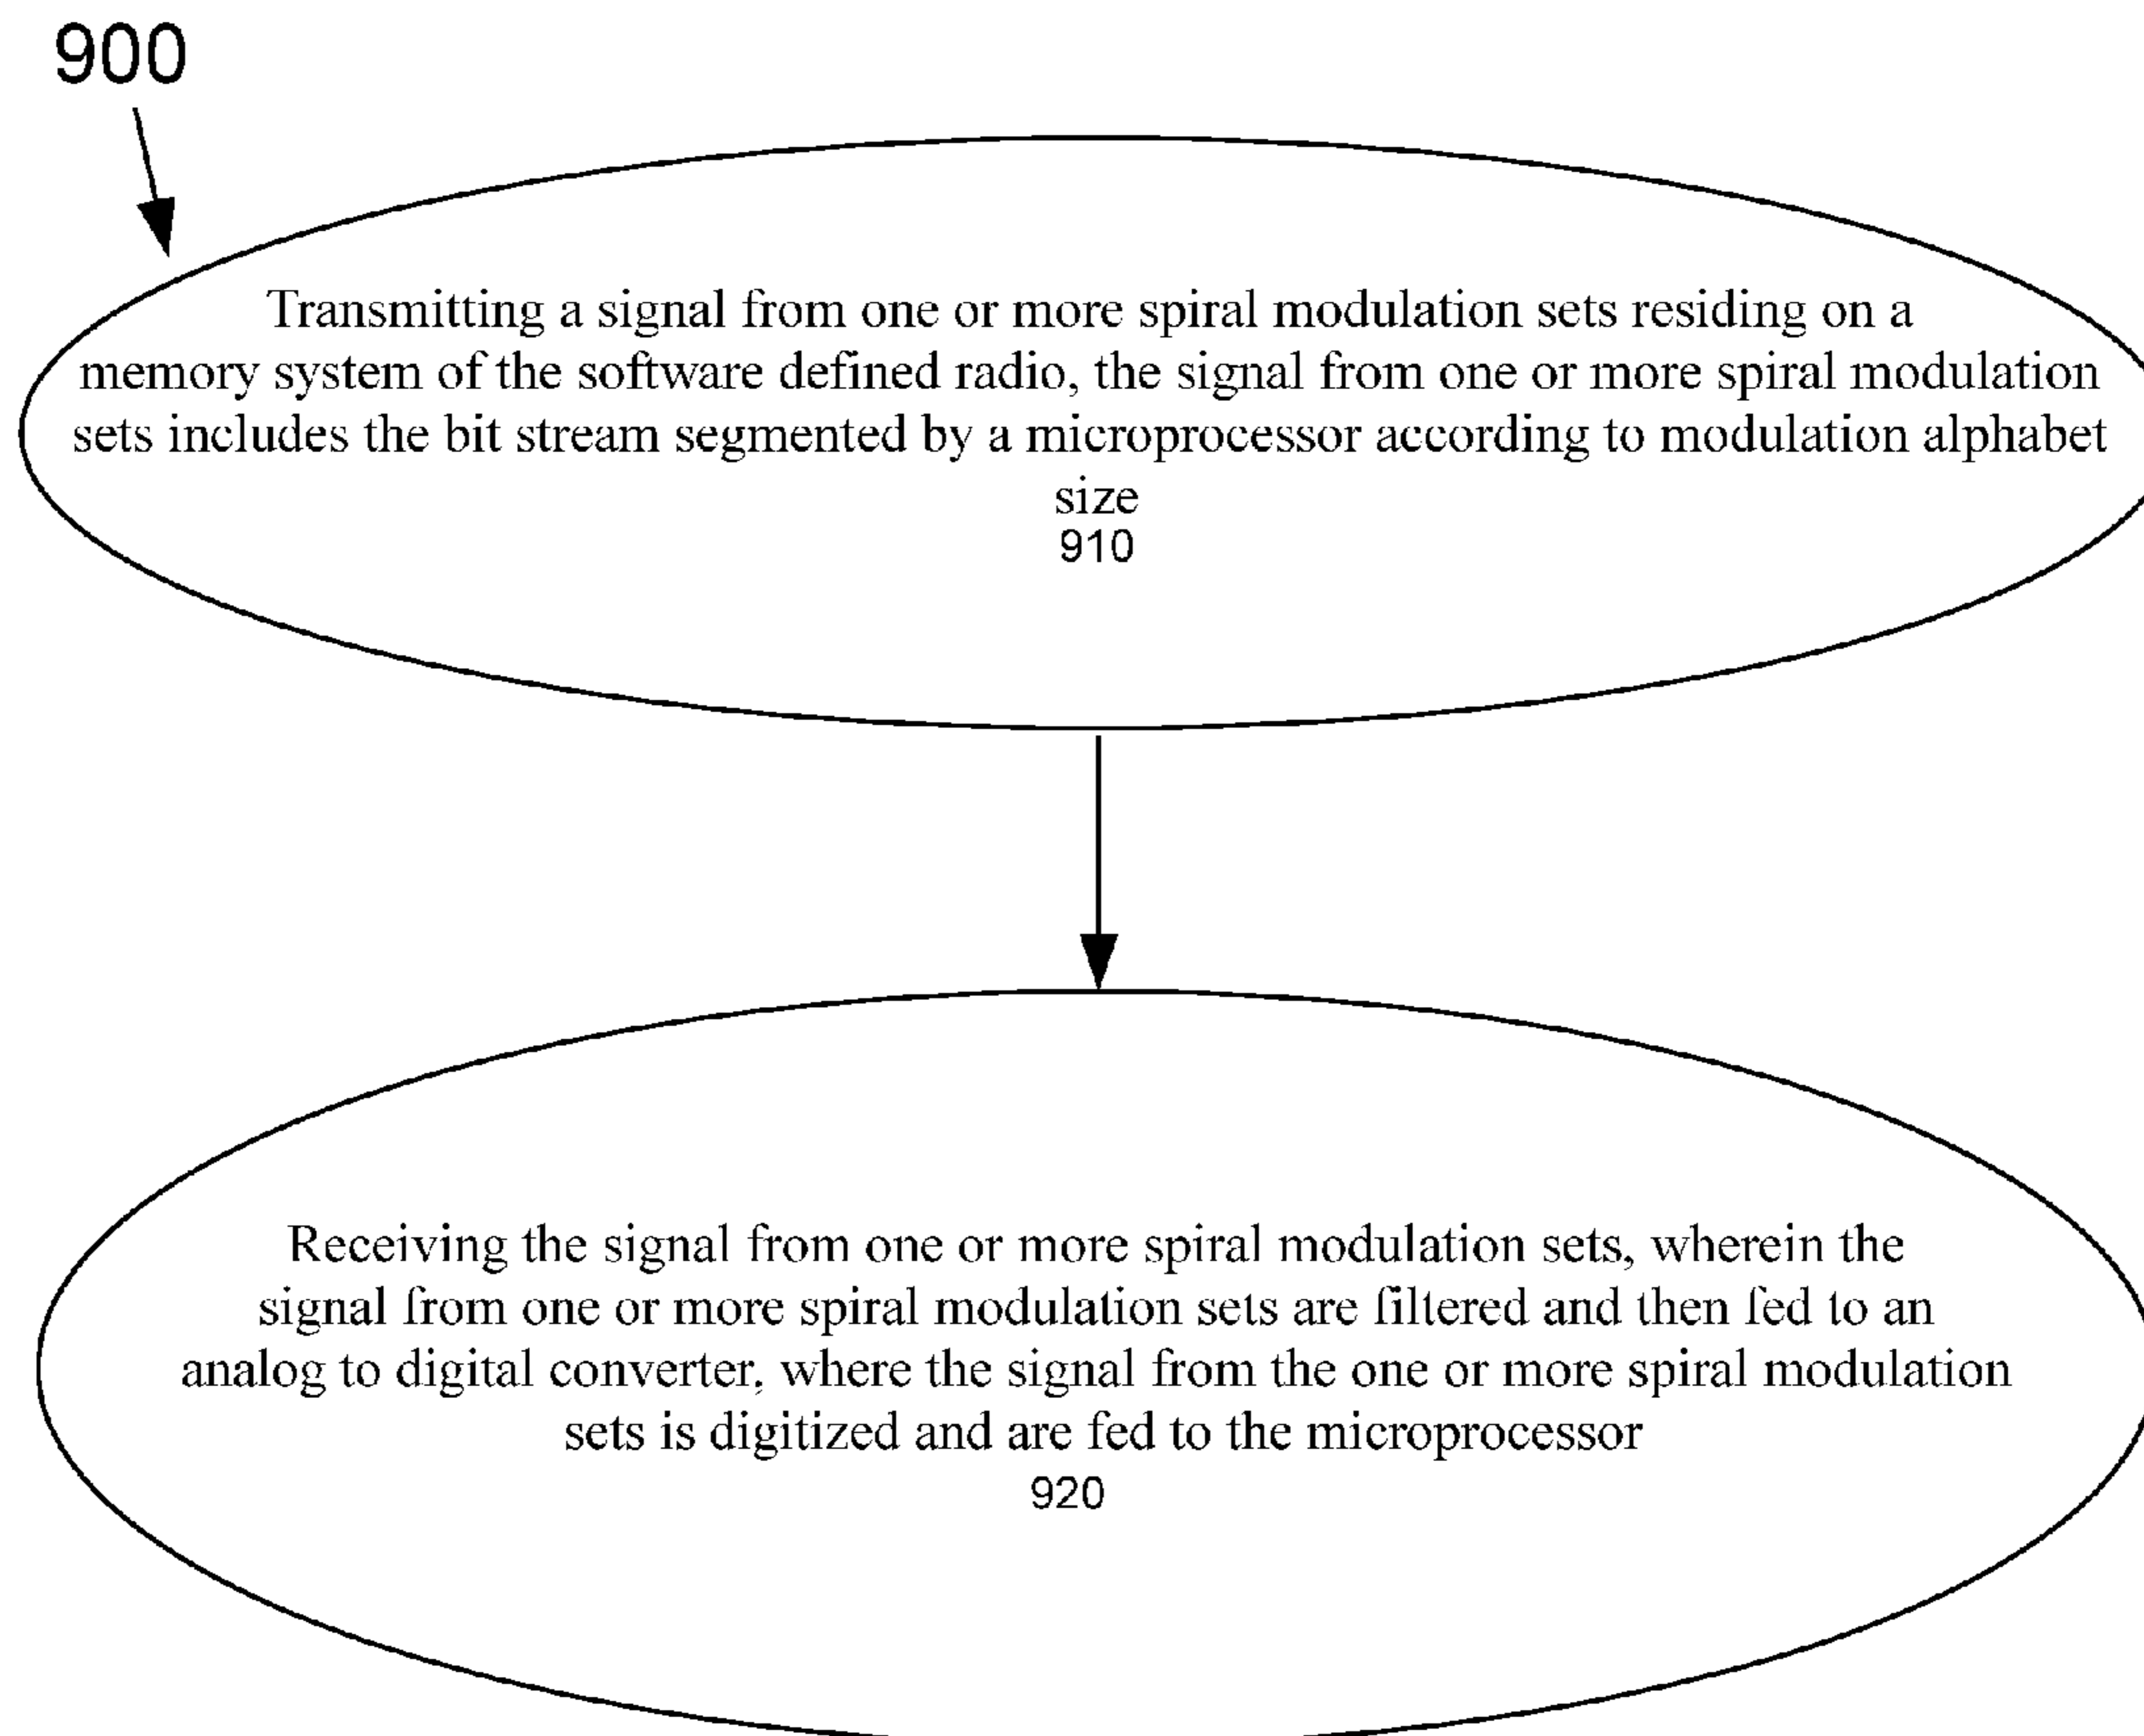 900
Transmitting a signal from one or more spiral modulation sets residing on a
memory system of the software defined radio, the signal from one or more spiral modulation
sets includes the bit stream segmented by a microprocessor according to modulation alphabet
size
910
Receiving the signal from one or more spiral modulation sets, wherein the
signal from one or more spiral modulation sets are filtered and then fed to an
analog to digital converter, where the signal from the one or more spiral modulation
sets is digitized and are fed to the microprocessor
920